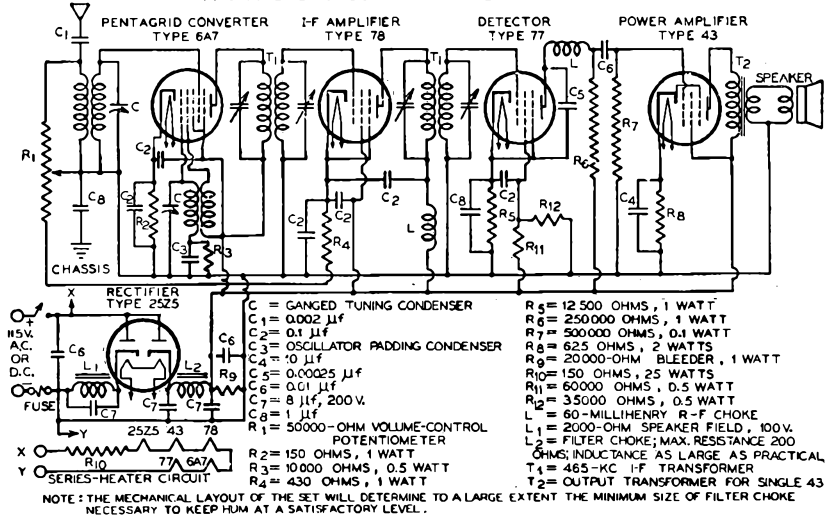 PENTAGRID CONVERTER
TYPE 6A7
I-F AMPLIFIER
TYPE 78
DETECTOR
TYPE 77
POWER AMPLIFIER
TYPE 43
C1
T1
T1
L
C6
T2
SPEAKER
C
C5
R7
R1
C2
R6
C8
C2
R2
C
C2
C2
C2
L
C8
C2
R5
R12
C4
R8
C3
R3
R4
R11
CHASSIS
RECTIFIER
TYPE 25Z5
X
+
115V.
A.C.
OR
D.C.
–
FUSE
C6
L1
L2
C6
R9
C7
C7
C7
Y
25Z5 43 78
X
R10
77 6A7
Y
SERIES-HEATER CIRCUIT
C = GANGED TUNING CONDENSER
C1 = 0.002 µf
C2 = 0.1 µf
C3 = OSCILLATOR PADDING CONDENSER
C4 = 10 µf
C5 = 0.00025 µf
C6 = 0.01 µf
C7 = 8 µf, 200 V.
C8 = 1 µf
R1 = 50000-OHM VOLUME-CONTROL
POTENTIOMETER
R2 = 150 OHMS, 1 WATT
R3 = 10000 OHMS, 0.5 WATT
R4 = 430 OHMS, 1 WATT
R5 = 12500 OHMS, 1 WATT
R6 = 250000 OHMS, 1 WATT
R7 = 500000 OHMS, 0.1 WATT
R8 = 625 OHMS, 2 WATTS
R9 = 20000-OHM BLEEDER, 1 WATT
R10 = 150 OHMS, 25 WATTS
R11 = 60000 OHMS, 0.5 WATT
R12 = 35000 OHMS, 0.5 WATT
L = 60-MILLIHENRY R-F CHOKE
L1 = 2000-OHM SPEAKER FIELD, 100 V.
L2 = FILTER CHOKE; MAX. RESISTANCE 200
OHMS; INDUCTANCE AS LARGE AS PRACTICAL
T1 = 465-KC I-F TRANSFORMER
T2 = OUTPUT TRANSFORMER FOR SINGLE 43
NOTE : THE MECHANICAL LAYOUT OF THE SET WILL DETERMINE TO A LARGE EXTENT THE MINIMUM SIZE OF FILTER CHOKE
NECESSARY TO KEEP HUM AT A SATISFACTORY LEVEL.